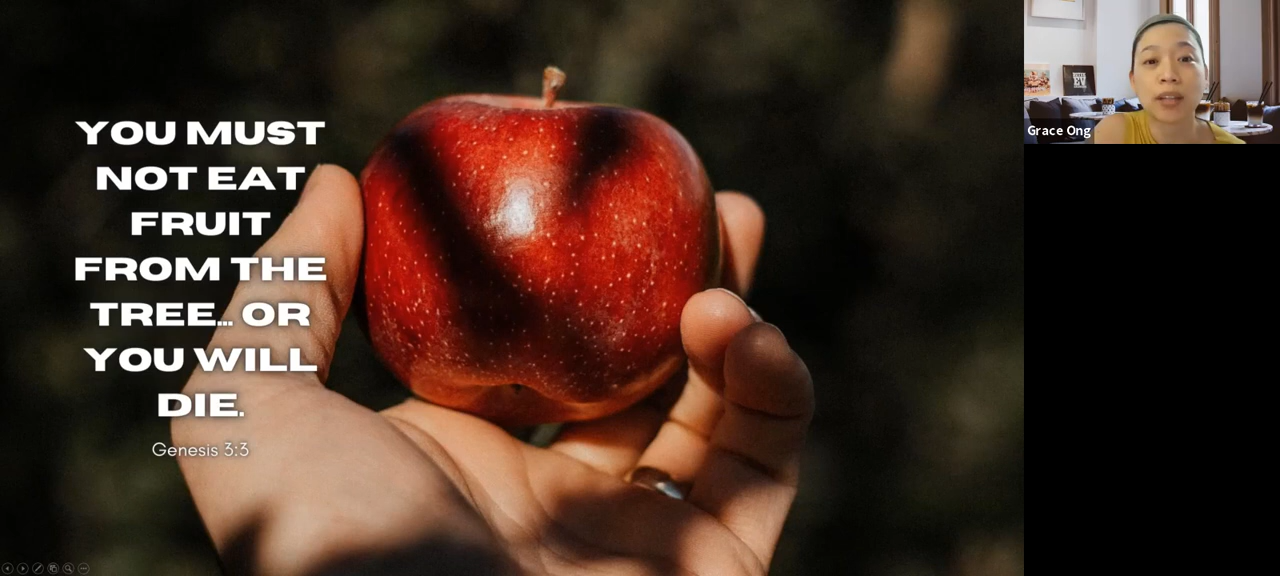 YOU MUST
NOT EAT
FRUIT
FROM THE
TREE... OR
YOU WILL
DIE.
Genesis 3:3
Grace Ong